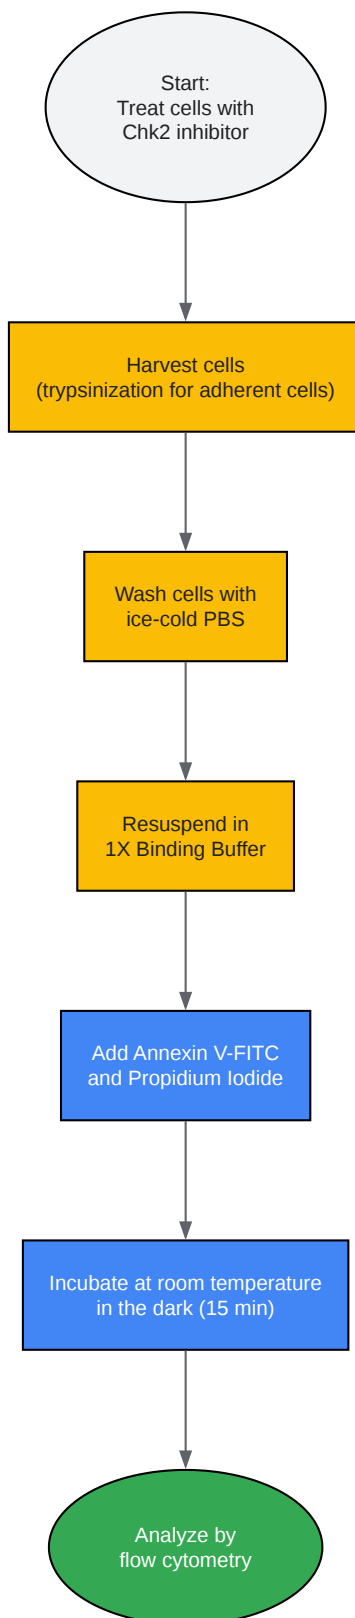 Start:
Treat cells with
Chk2 inhibitor
Harvest cells
(trypsinization for adherent cells)
Wash cells with
ice-cold PBS
Resuspend in
1X Binding Buffer
Add Annexin V-FITC
and Propidium Iodide
Incubate at room temperature
in the dark (15 min)
Analyze by
flow cytometry